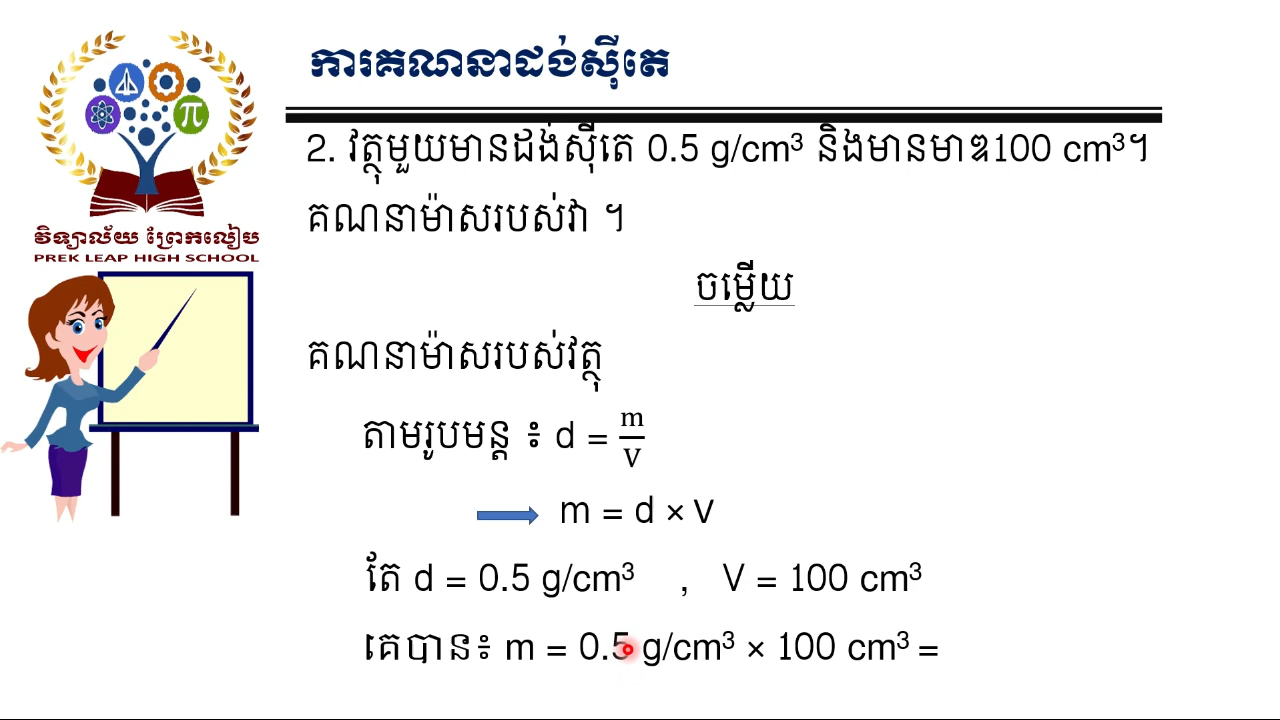 ការគណនាដង់ស៊ីតេ
វិទ្យាល័យ ព្រែកលៀប
PREK LEAP HIGH SCHOOL
2. វត្ថុមួយមានដង់ស៊ីតេ 0.5 g/cm³ និងមានមាឌ100 cm³។
គណនាម៉ាសរបស់វា ។
ចម្លើយ
គណនាម៉ាសរបស់វត្ថុ
តាមរូបមន្ត ៖ d = m/V
m = d × V
តែ d = 0.5 g/cm³ , V = 100 cm³
គេបាន៖ m = 0.5 g/cm³ × 100 cm³ =